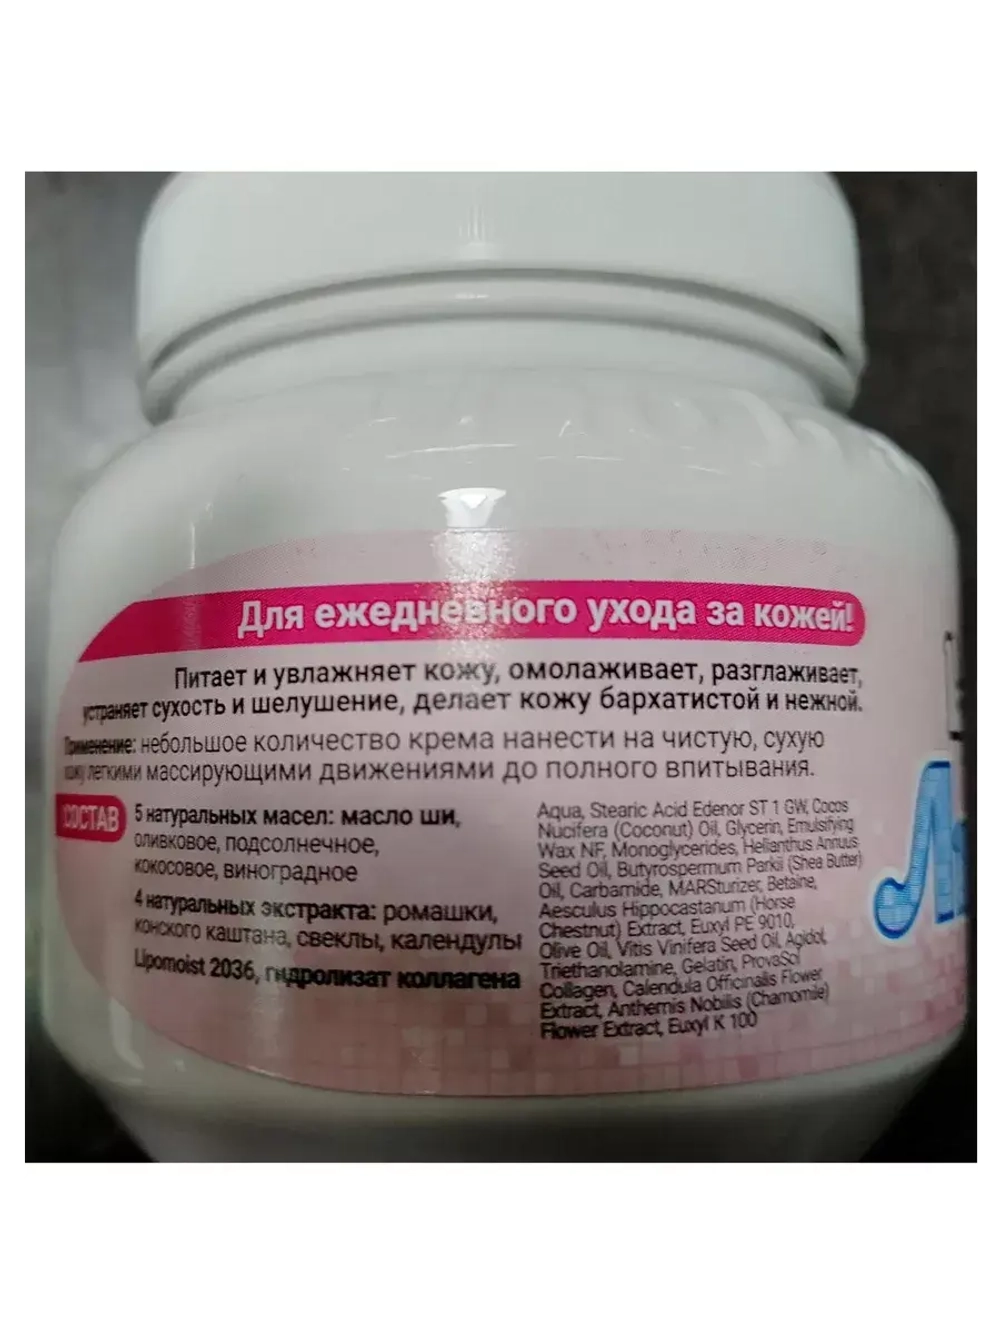 Для ежедневного ухода за кожей!
Питает и увлажняет кожу, омолаживает, разглаживает,
устраняет сухость и шелушение, делает кожу бархатистой и нежной.
Применение: небольшое количество крема нанести на чистую, сухую
кожу легкими массирующими движениями до полного впитывания.
СОСТАВ
5 натуральных масел: масло ши,
оливковое, подсолнечное,
кокосовое, виноградное
4 натуральных экстракта: ромашки,
конского каштана, свеклы, календулы
Lipomoist 2036, гидролизат коллагена
Aqua, Stearic Acid Edenor ST 1 GW, Cocos
Nucifera (Coconut) Oil, Glycerin, Emulsifying
Wax NF, Monoglycerides, Helianthus Annuus
Seed Oil, Butyrospermum Parkii (Shea Butter)
Oil, Carbamide, MARSturizer, Betaine,
Aesculus Hippocastanum (Horse
Chestnut) Extract, Euxyl PE 9010,
Olive Oil, Vitis Vinifera Seed Oil, Agidol,
Triethanolamine, Gelatin, ProvaSol
Collagen, Calendula Officinalis Flower
Extract, Anthemis Nobilis (Chamomile)
Flower Extract, Euxyl K 100